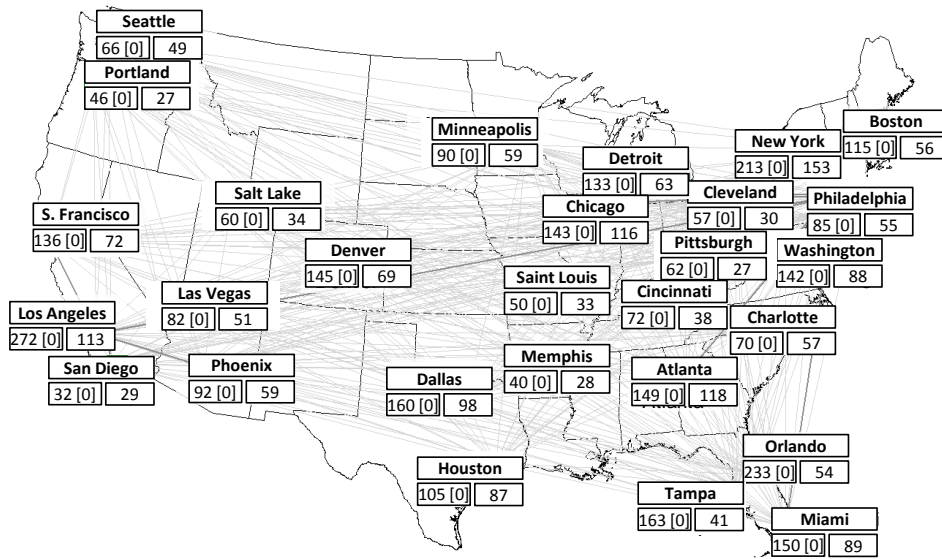 Seattle
66 [0] 49
Portland
46 [0] 27
Minneapolis
90 [0] 59
Boston
115 [0] 56
New York
213 [0] 153
Detroit
133 [0] 63
Salt Lake
60 [0] 34
Cleveland
57 [0] 30
Philadelphia
85 [0] 55
S. Francisco
136 [0] 72
Chicago
143 [0] 116
Denver
145 [0] 69
Pittsburgh
62 [0] 27
Washington
142 [0] 88
Saint Louis
50 [0] 33
Las Vegas
82 [0] 51
Cincinnati
72 [0] 38
Los Angeles
272 [0] 113
Charlotte
70 [0] 57
San Diego
32 [0] 29
Phoenix
92 [0] 59
Memphis
40 [0] 28
Dallas
160 [0] 98
Atlanta
149 [0] 118
Orlando
233 [0] 54
Houston
105 [0] 87
Tampa
163 [0] 41
Miami
150 [0] 89